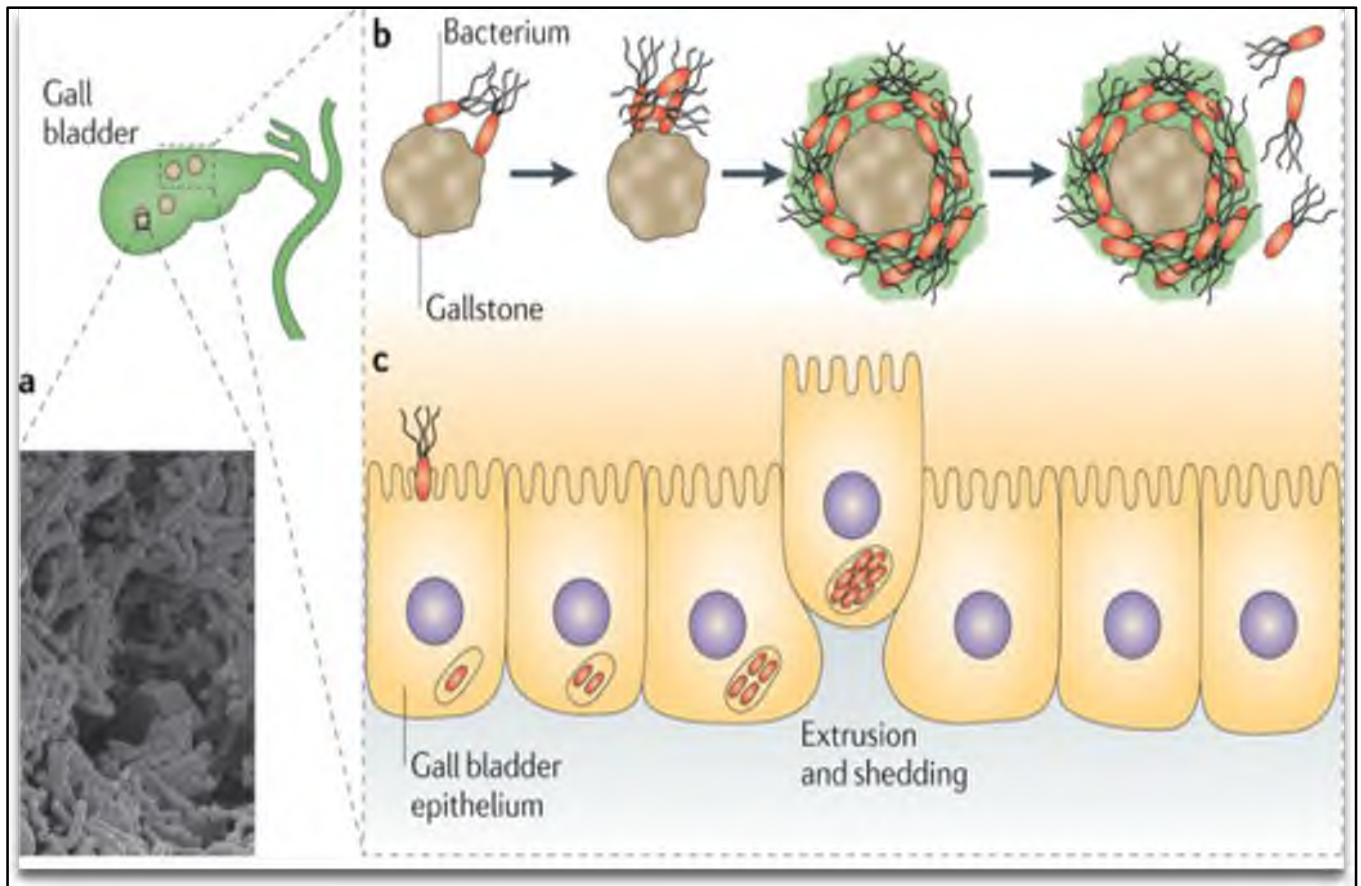 b
Bacterium
Gall
bladder
Gallstone
a
c
Extrusion
and shedding
Gall bladder
epithelium